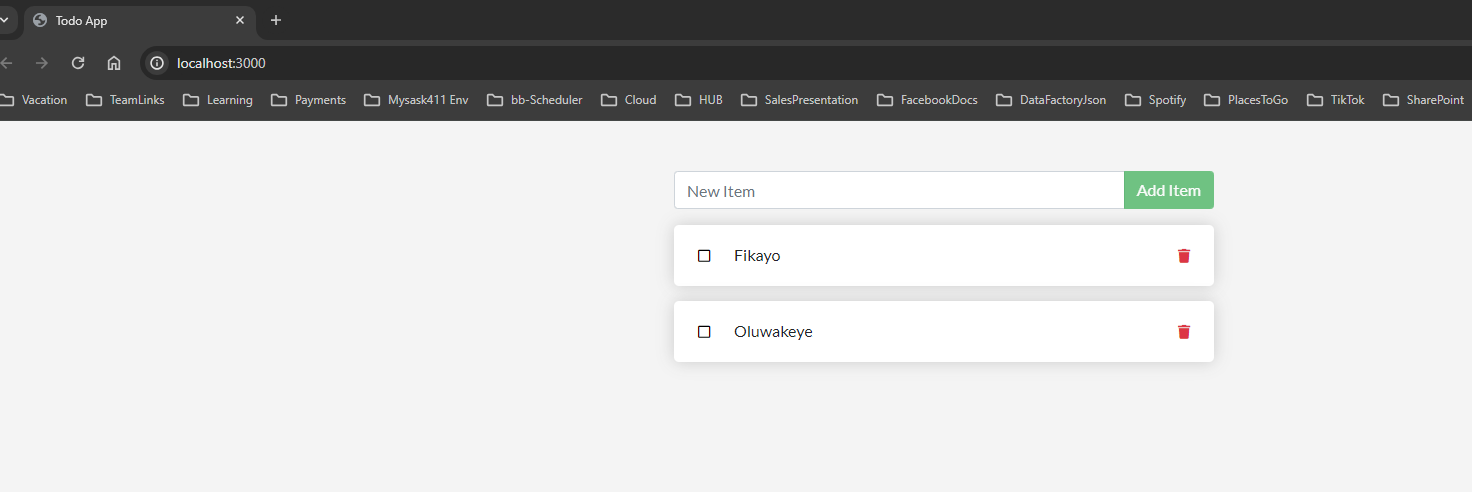 Todo App
localhost:3000
Vacation TeamLinks Learning Payments Mysask411 Env bb-Scheduler Cloud HUB SalesPresentation FacebookDocs DataFactoryJson Spotify PlacesToGo TikTok SharePoint
New Item Add Item
Fikayo
Oluwakeye